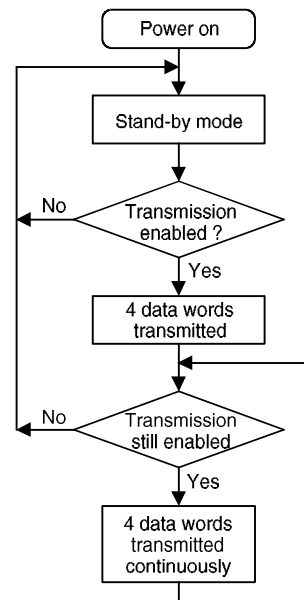 Power on
Stand-by mode
Transmission
enabled ?
No
Yes
4 data words
transmitted
Transmission
still enabled
No
Yes
4 data words
transmitted
continuously